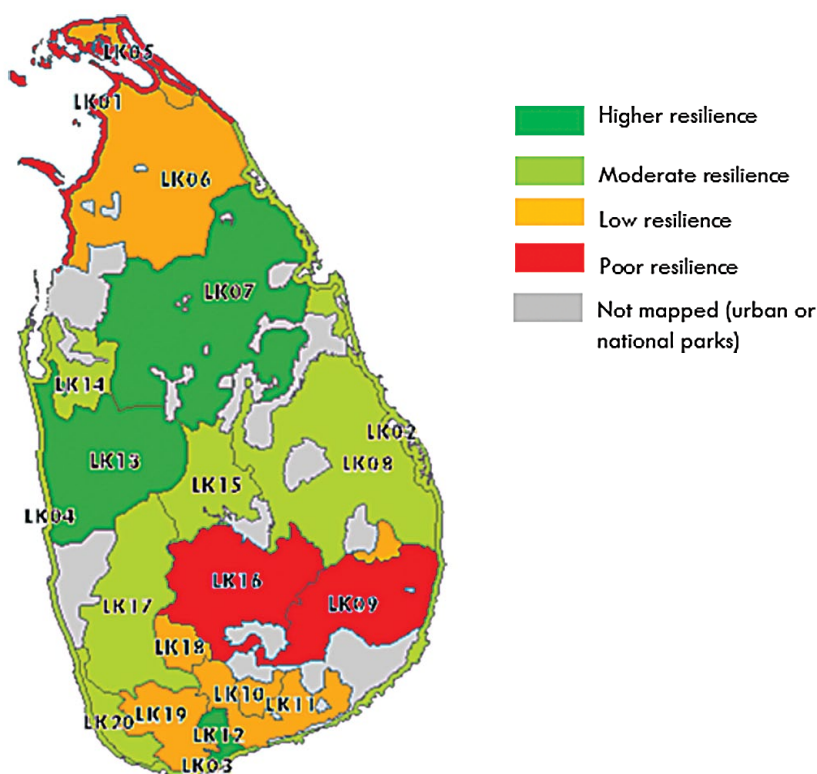 LK05
LK01
LK06
LK07
LK14
LK02
LK13
LK08
LK15
LK04
LK16
LK09
LK17
LK18
LK10
LK11
LK20
LK19
LK12
LK03
Higher resilience
Moderate resilience
Low resilience
Poor resilience
Not mapped (urban or
national parks)